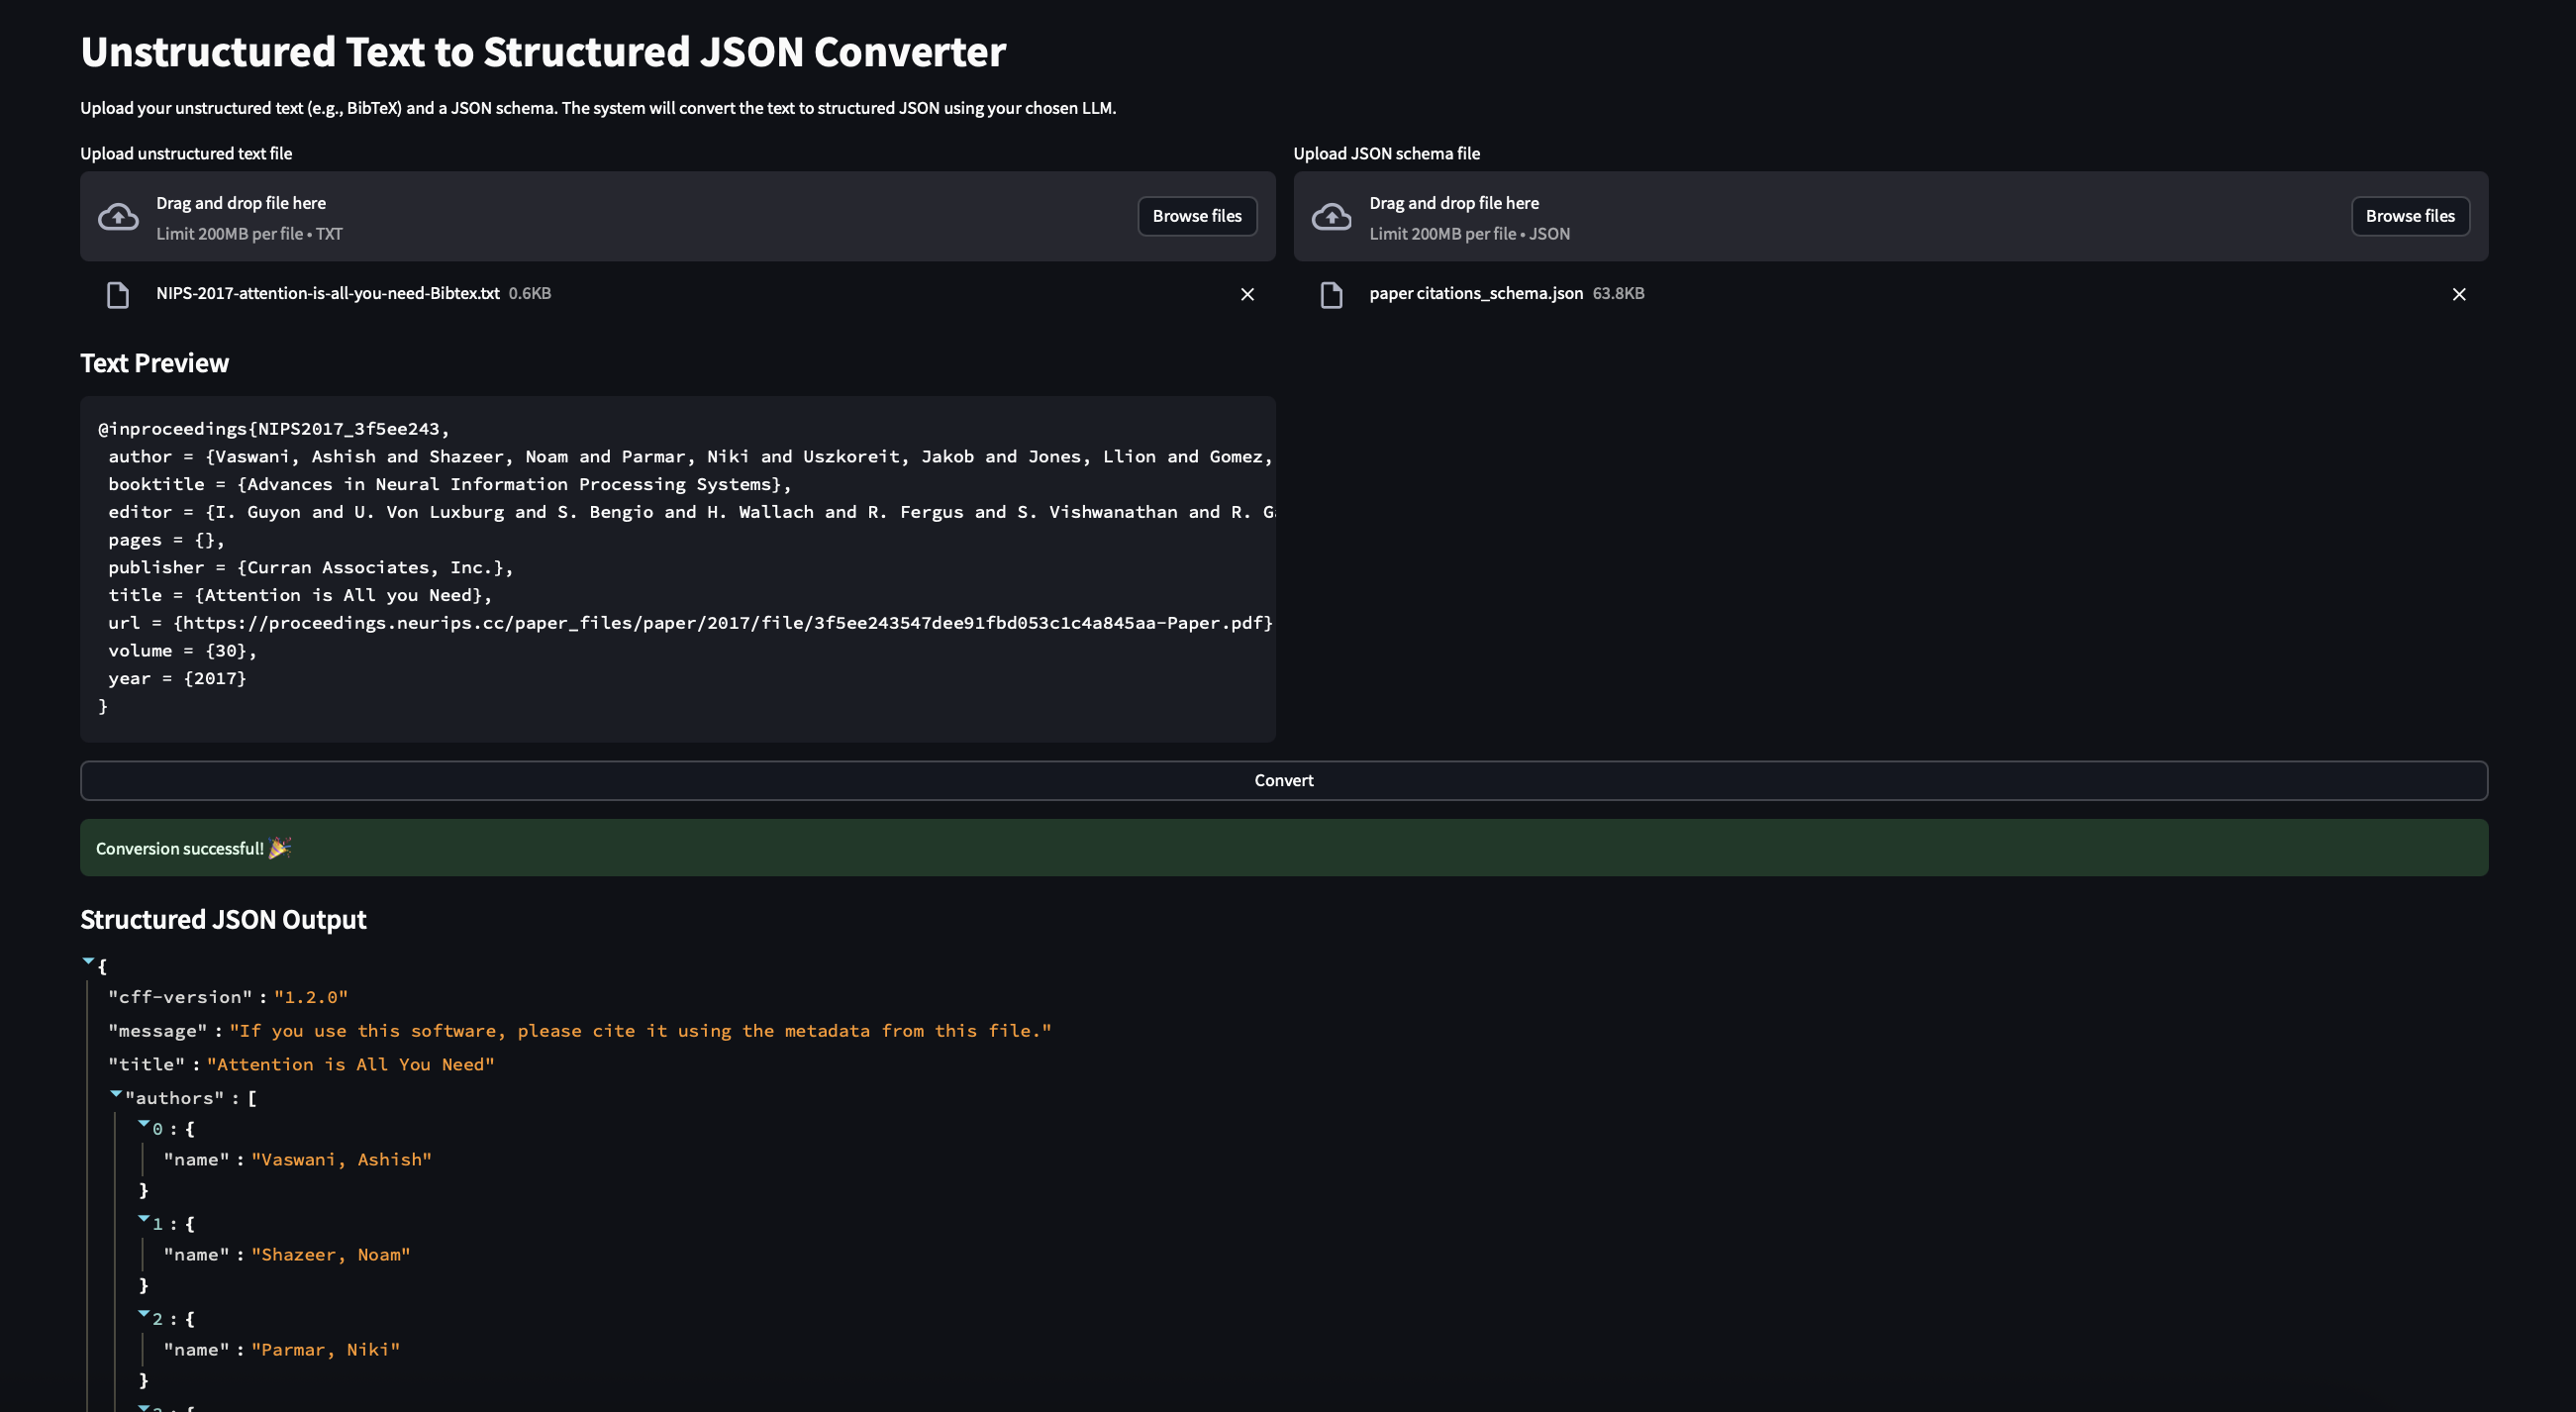 Unstructured Text to Structured JSON Converter
Upload your unstructured text (e.g., BibTeX) and a JSON schema. The system will convert the text to structured JSON using your chosen LLM.
Upload unstructured text file
Drag and drop file here
Limit 200MB per file • TXT
Browse files
NIPS-2017-attention-is-all-you-need-Bibtex.txt 0.6KB
Upload JSON schema file
Drag and drop file here
Limit 200MB per file • JSON
Browse files
paper citations_schema.json 63.8KB
Text Preview
@inproceedings{NIPS2017_3f5ee243,
author = {Vaswani, Ashish and Shazeer, Noam and Parmar, Niki and Uszkoreit, Jakob and Jones, Llion and Gomez,
booktitle = {Advances in Neural Information Processing Systems},
editor = {I. Guyon and U. Von Luxburg and S. Bengio and H. Wallach and R. Fergus and S. Vishwanathan and R.
pages = {},
publisher = {Curran Associates, Inc.},
title = {Attention is All you Need},
url = {https://proceedings.neurips.cc/paper_files/paper/2017/file/3f5ee243547dee91fbd053c1c4a845aa-Paper.pdf}
volume = {30},
year = {2017}
}
Convert
Conversion successful! 🎉
Structured JSON Output
{
"cff-version" : "1.2.0"
"message" : "If you use this software, please cite it using the metadata from this file."
"title" : "Attention is All You Need"
"authors" : [
0 : {
"name" : "Vaswani, Ashish"
}
1 : {
"name" : "Shazeer, Noam"
}
2 : {
"name" : "Parmar, Niki"
}